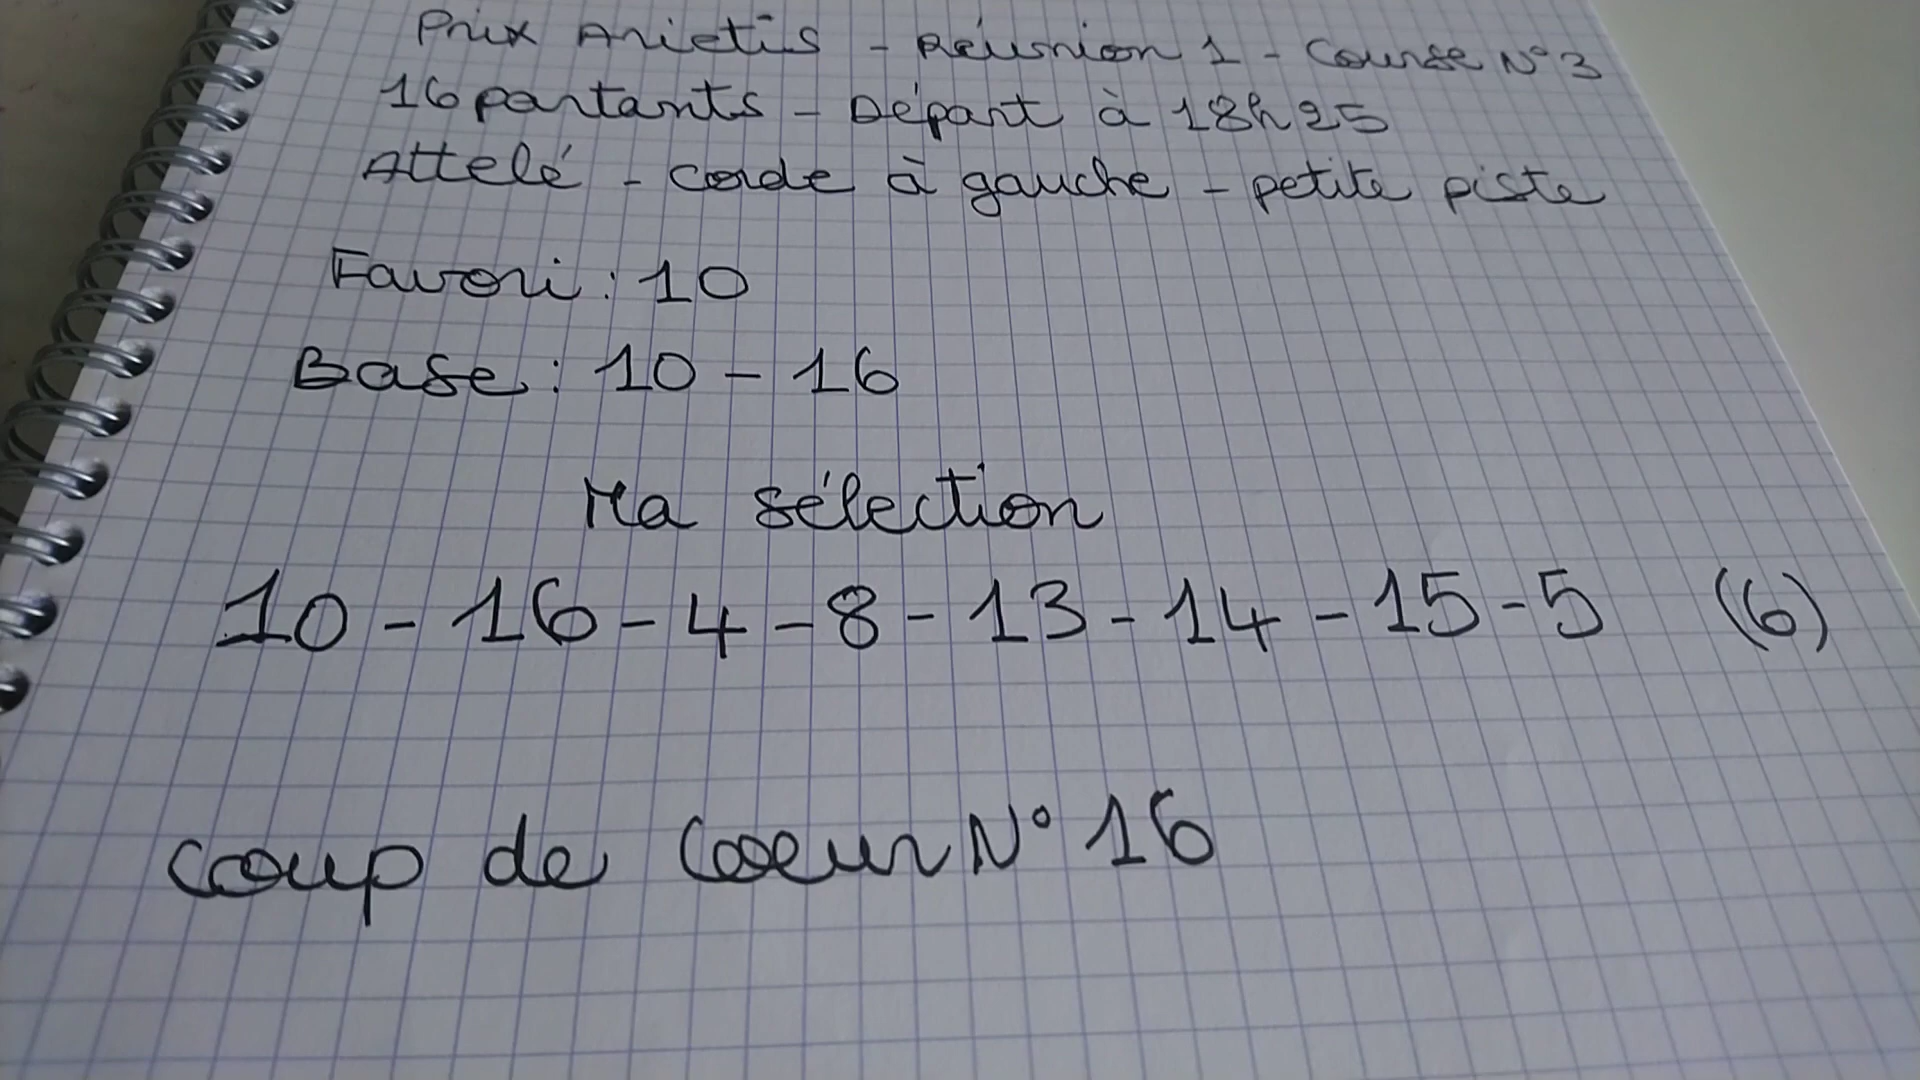 Prix Arietis - Réunion 1 - Course N° 3
16 partants - Départ à 18h25
Attelé - corde à gauche - petite piste
Favori : 10
Base : 10 - 16
Ma sélection
10 - 16 - 4 - 8 - 13 - 14 - 15 - 5 (6)
Coup de Coeur N° 16